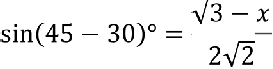 sin(45 − 30)° = (√3 − x)/(2√2)